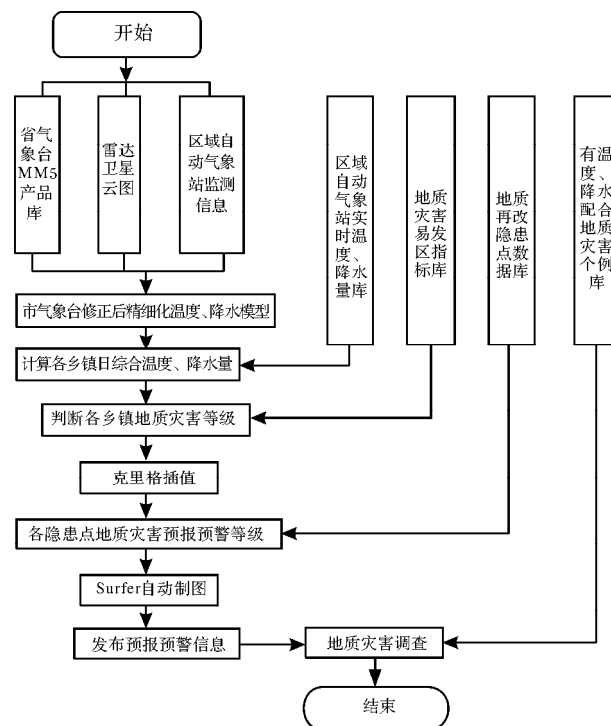 开始
省气
象台
MM5
产品
库
雷达
卫星
云图
区域自
动气象
站监测
信息
区域
自动
气象
站实
时温
度、
降水
量库
地质
灾害
易发
区指
标库
地质
再改
隐患
点数
据库
有温
度、
降水
配合
地质
灾害
个例
库
市气象台修正后精细化温度、降水模型
计算各乡镇日综合温度、降水量
判断各乡镇地质灾害等级
克里格插值
各隐患点地质灾害预报预警等级
Surfer自动制图
发布预报预警信息
地质灾害调查
结束